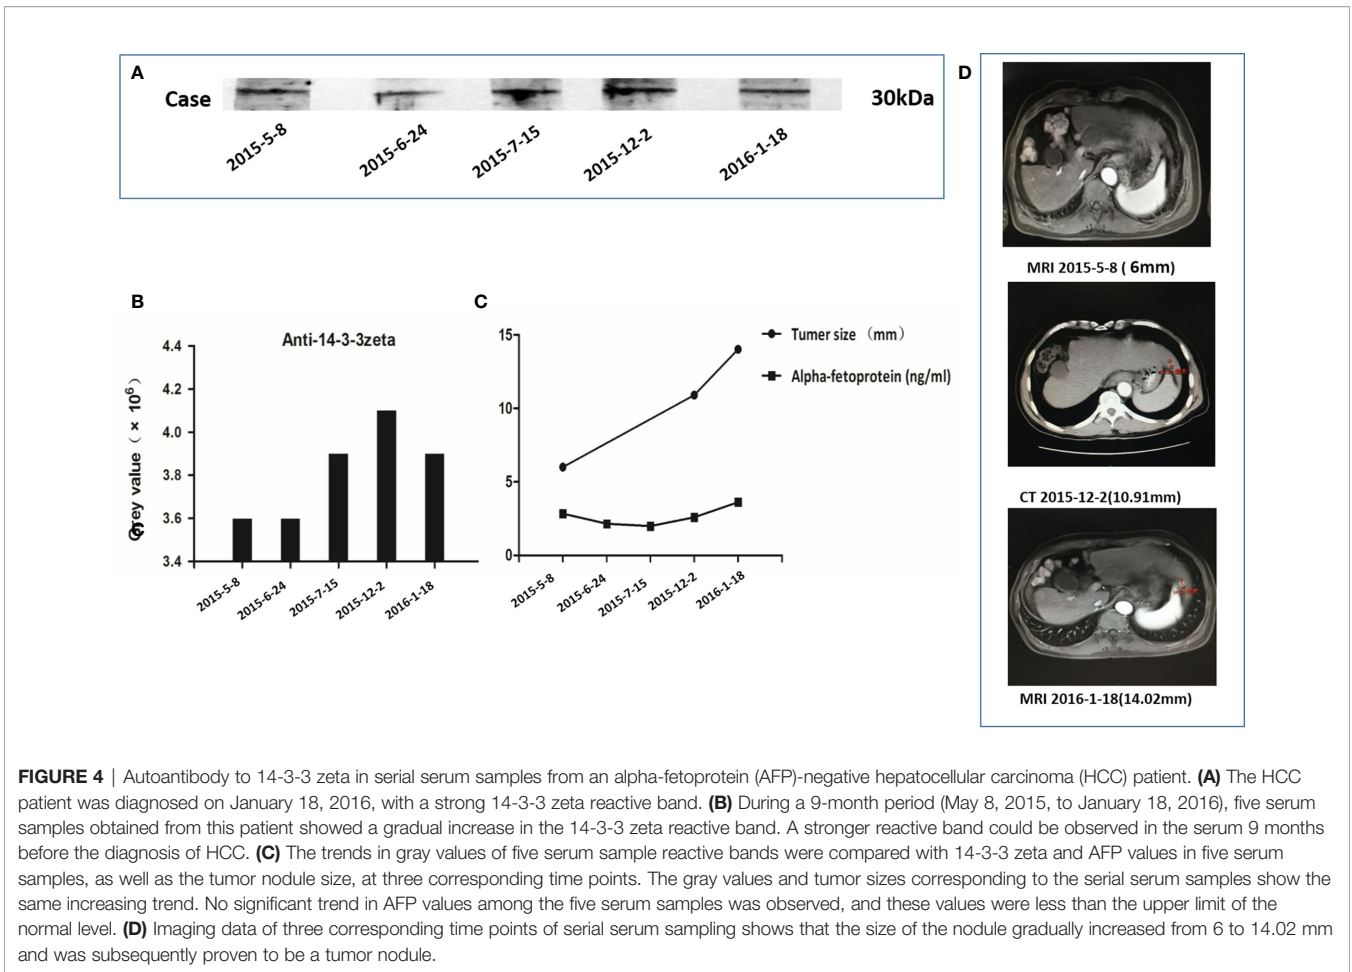 A
Case
30kDa
2015-5-8
2015-6-24
2015-7-15
2015-12-2
2016-1-18
B
Anti-14-3-3zeta
Grey value（ × 10⁶）
4.4
4.2
4.0
3.8
3.6
3.4
2015-5-8
2015-6-24
2015-7-15
2015-12-2
2016-1-18
C
15
10
5
0
Tumer size （mm）
Alpha-fetoprotein (ng/ml)
2015-5-8
2015-6-24
2015-7-15
2015-12-2
2016-1-18
D
MRI 2015-5-8 ( 6mm)
CT 2015-12-2(10.91mm)
MRI 2016-1-18(14.02mm)
FIGURE 4 | Autoantibody to 14-3-3 zeta in serial serum samples from an alpha-fetoprotein (AFP)-negative hepatocellular carcinoma (HCC) patient. (A) The HCC
patient was diagnosed on January 18, 2016, with a strong 14-3-3 zeta reactive band. (B) During a 9-month period (May 8, 2015, to January 18, 2016), five serum
samples obtained from this patient showed a gradual increase in the 14-3-3 zeta reactive band. A stronger reactive band could be observed in the serum 9 months
before the diagnosis of HCC. (C) The trends in gray values of five serum sample reactive bands were compared with 14-3-3 zeta and AFP values in five serum
samples, as well as the tumor nodule size, at three corresponding time points. The gray values and tumor sizes corresponding to the serial serum samples show the
same increasing trend. No significant trend in AFP values among the five serum samples was observed, and these values were less than the upper limit of the
normal level. (D) Imaging data of three corresponding time points of serial serum sampling shows that the size of the nodule gradually increased from 6 to 14.02 mm
and was subsequently proven to be a tumor nodule.